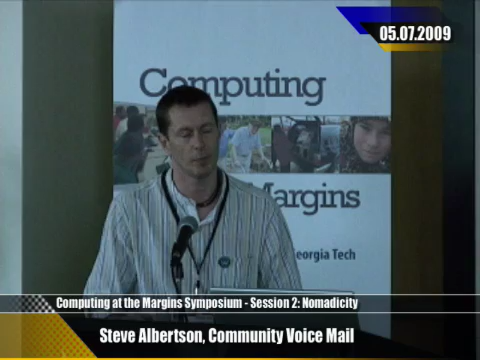 05.07.2009
Computing
Margins
eorgia Tech
Computing at the Margins Symposium - Session 2: Nomadicity
Steve Albertson, Community Voice Mail